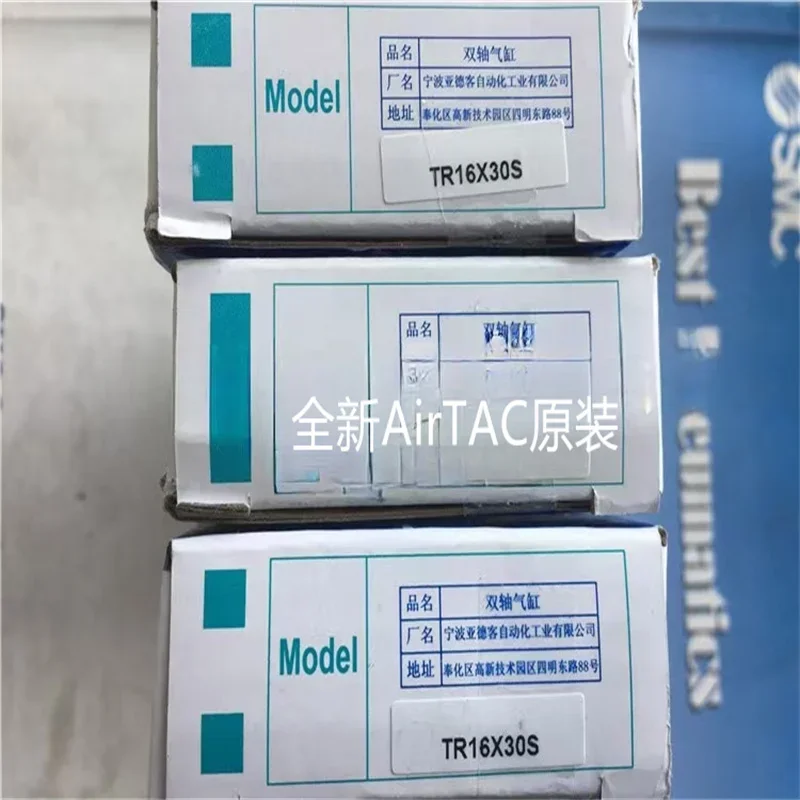 Model
品名 双轴气缸
厂名 宁波亚德客自动化工业有限公司
地址 奉化区高新技术园区四明东路88号
TR16X30S
品名 双轴气缸
全新AirTAC原装
Model
品名 双轴气缸
厂名 宁波亚德客自动化工业有限公司
地址 奉化区高新技术园区四明东路88号
TR16X30S
SMC
Best
eumatics